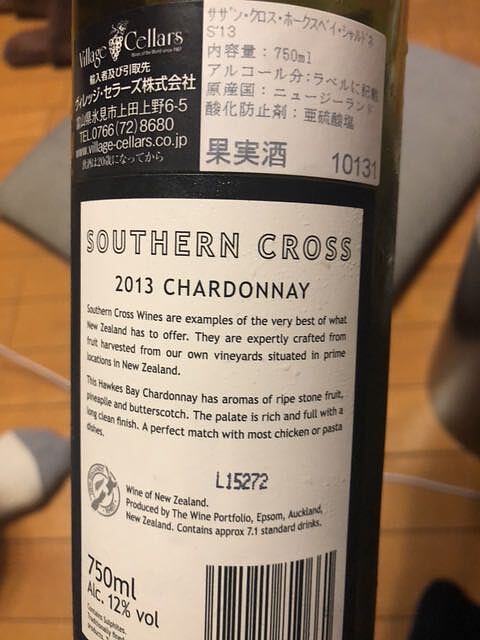 Village Cellars
輸入者及び引取先
ヴィレッジ・セラーズ株式会社
富山県氷見市上田上野6-5
TEL.0766(72)8680
www.village-cellars.co.jp
飲酒は20歳になってから
サザン・クロス・ホークスベイ・シャルドネ
S'13
内容量:750ml
アルコール分:ラベルに記載
原産国:ニュージーランド
酸化防止剤:亜硫酸塩
果実酒 10131
SOUTHERN CROSS
2013 CHARDONNAY
Southern Cross Wines are examples of the very best of what
New Zealand has to offer. They are expertly crafted from
fruit harvested from our own vineyards situated in prime
locations in New Zealand.
This Hawkes Bay Chardonnay has aromas of ripe stone fruit,
pineaplle and butterscotch. The palate is rich and full with a
long clean finish. A perfect match with most chicken or pasta
dishes.
L15272
Wine of New Zealand.
Produced by The Wine Portfolio, Epsom, Auckland,
New Zealand. Contains approx 7.1 standard drinks.
750ml
Alc. 12% vol
Contains Sulphites.